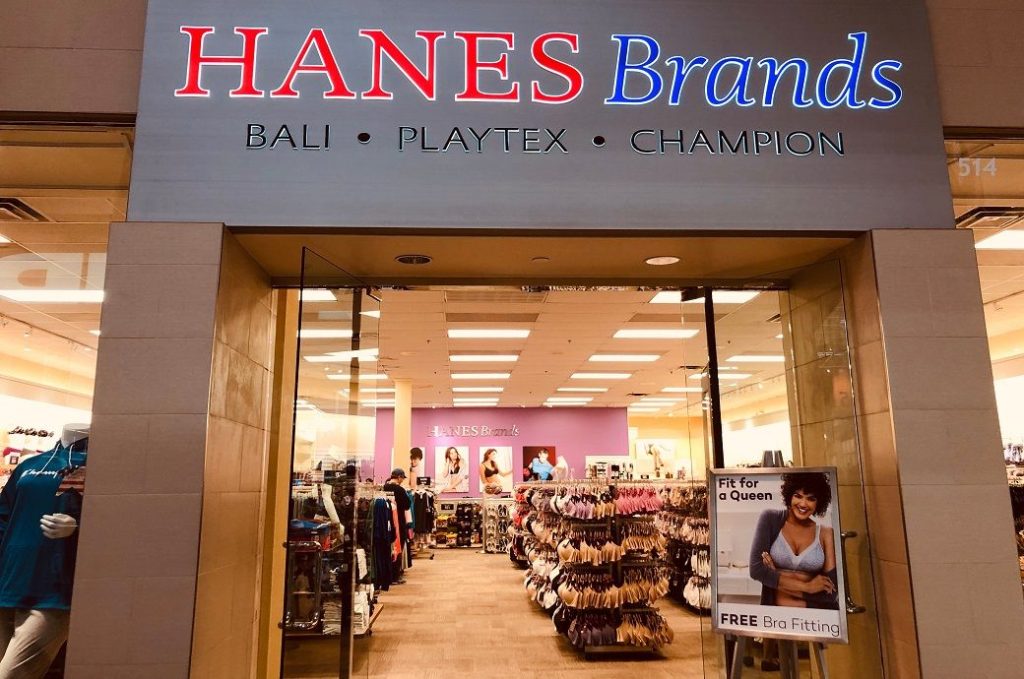 HANES Brands
BALI • PLAYTEX • CHAMPION
514
HANES Brands
Fit for
a Queen
FREE Bra Fitting